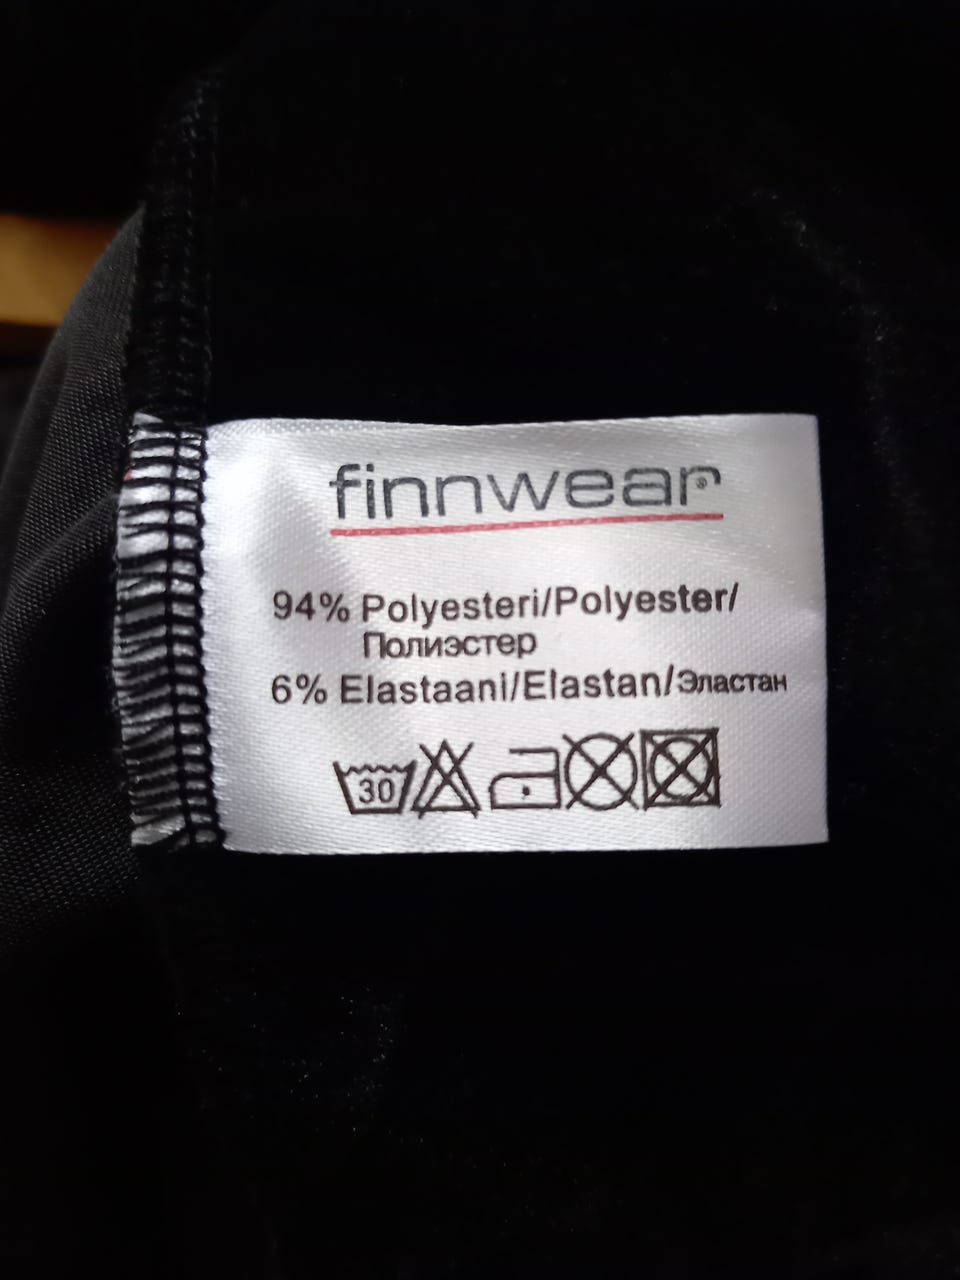 finnwear®
94% Polyesteri/Polyester/
Полиэстер
6% Elastaani/Elastan/Эластан
30